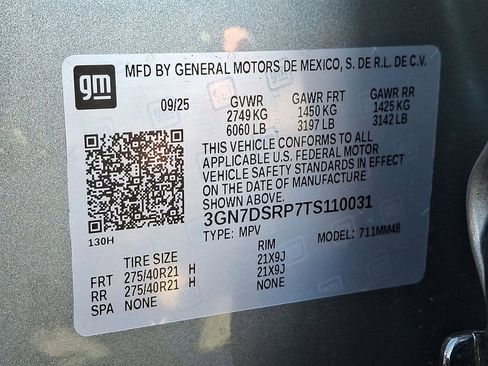 gm
MFD BY GENERAL MOTORS DE MEXICO, S. DE R.L. DE C.V.
09/25 GVWR GAWR FRT GAWR RR
2749 KG 1450 KG 1425 KG
6060 LB 3197 LB 3142 LB
THIS VEHICLE CONFORMS TO ALL
APPLICABLE U.S. FEDERAL MOTOR
VEHICLE SAFETY STANDARDS IN EFFECT
ON THE DATE OF MANUFACTURE
3GN7DSRP7TS110031
130H TYPE: MPV MODEL: 711MM48
TIRE SIZE RIM
FRT 275/40R21 H 21X9J
RR 275/40R21 H 21X9J
SPA NONE NONE